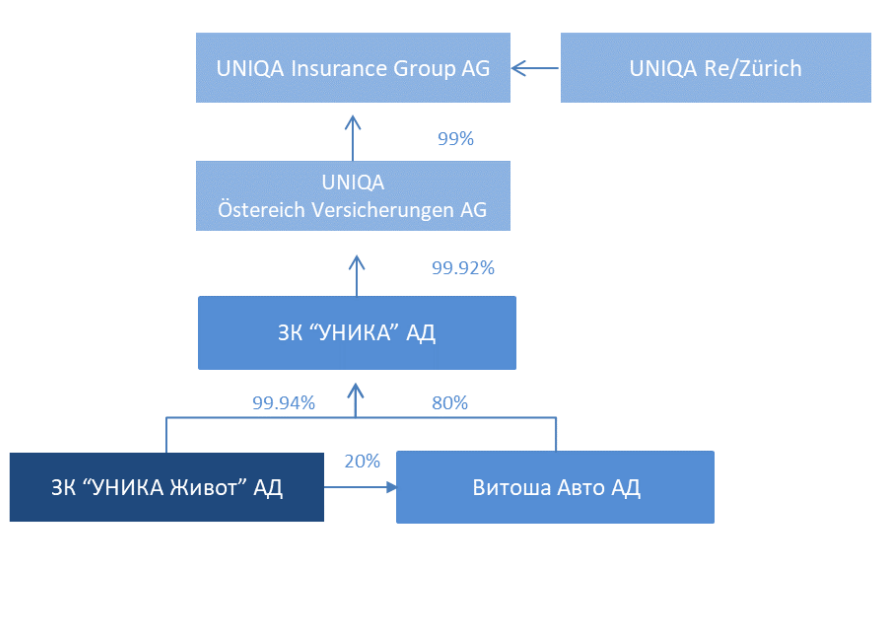 UNIQA Insurance Group AG
UNIQA Re/Zürich
99%
UNIQA
Östereich Versicherungen AG
99.92%
ЗК “УНИКА” АД
99.94%
80%
20%
ЗК “УНИКА Живот” АД
Витоша Авто АД